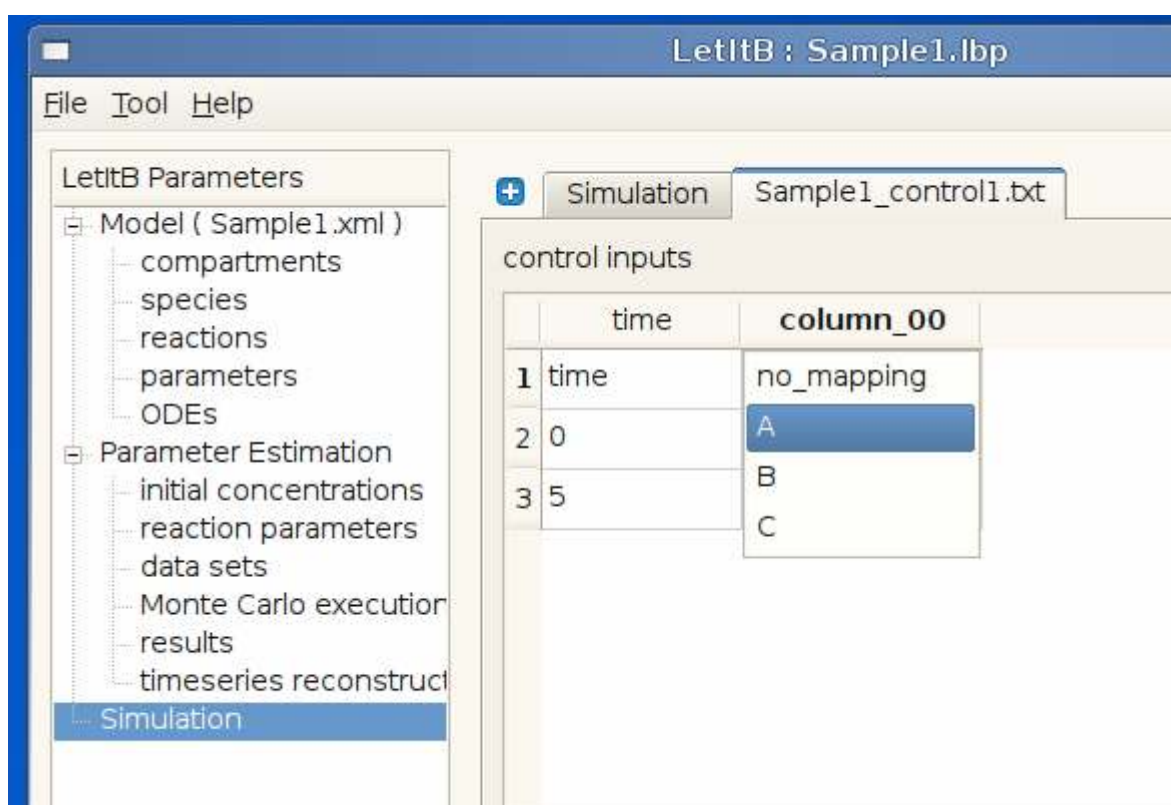 LetItB : Sample1.lbp
File Tool Help
LetItB Parameters
Model ( Sample1.xml )
compartments
species
reactions
parameters
ODEs
Parameter Estimation
initial concentrations
reaction parameters
data sets
Monte Carlo execution
results
timeseries reconstruct
Simulation
Simulation Sample1_control1.txt
control inputs
time column_00
1 time no_mapping
A
2 0
B
3 5
C